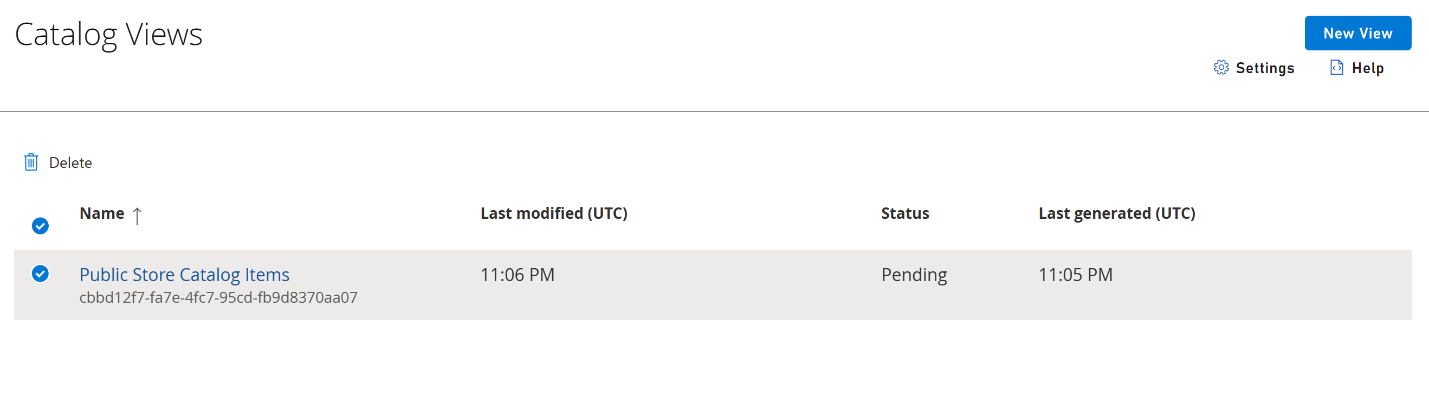 Catalog Views
New View
Settings Help
Delete
Name Last modified (UTC) Status Last generated (UTC)
Public Store Catalog Items 11:06 PM Pending 11:05 PM
cbbd12f7-fa7e-4fc7-95cd-fb9d8370aa07